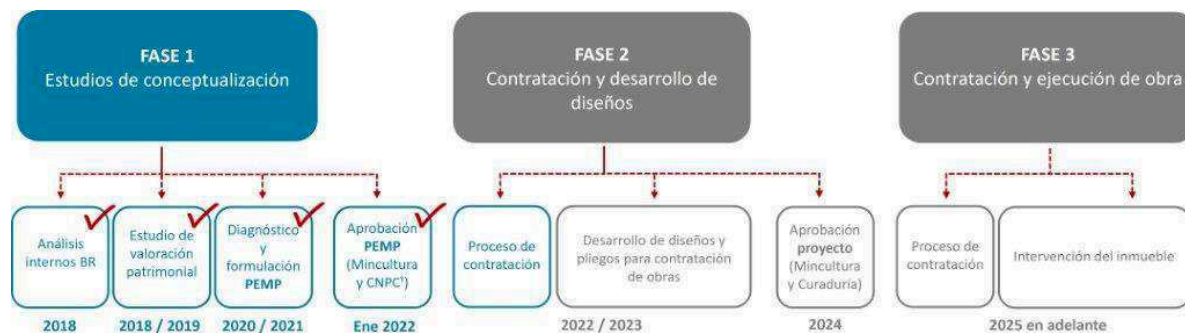 FASE 1
Estudios de conceptualización
FASE 2
Contratación y desarrollo de
diseños
FASE 3
Contratación y ejecución de obra
Análisis
internos BR
Estudio de
valoración
patrimonial
Diagnóstico
y
formulación
PEMP
Aprobación
PEMP
(Mincultura
y CNPC¹)
Proceso de
contratación
Desarrollo de diseños y
pliegos para contratación
de obras
Aprobación
proyecto
(Mincultura
y Curaduría)
Proceso de
contratación
Intervención del inmueble
2018
2018 / 2019
2020 / 2021
Ene 2022
2022 / 2023
2024
2025 en adelante